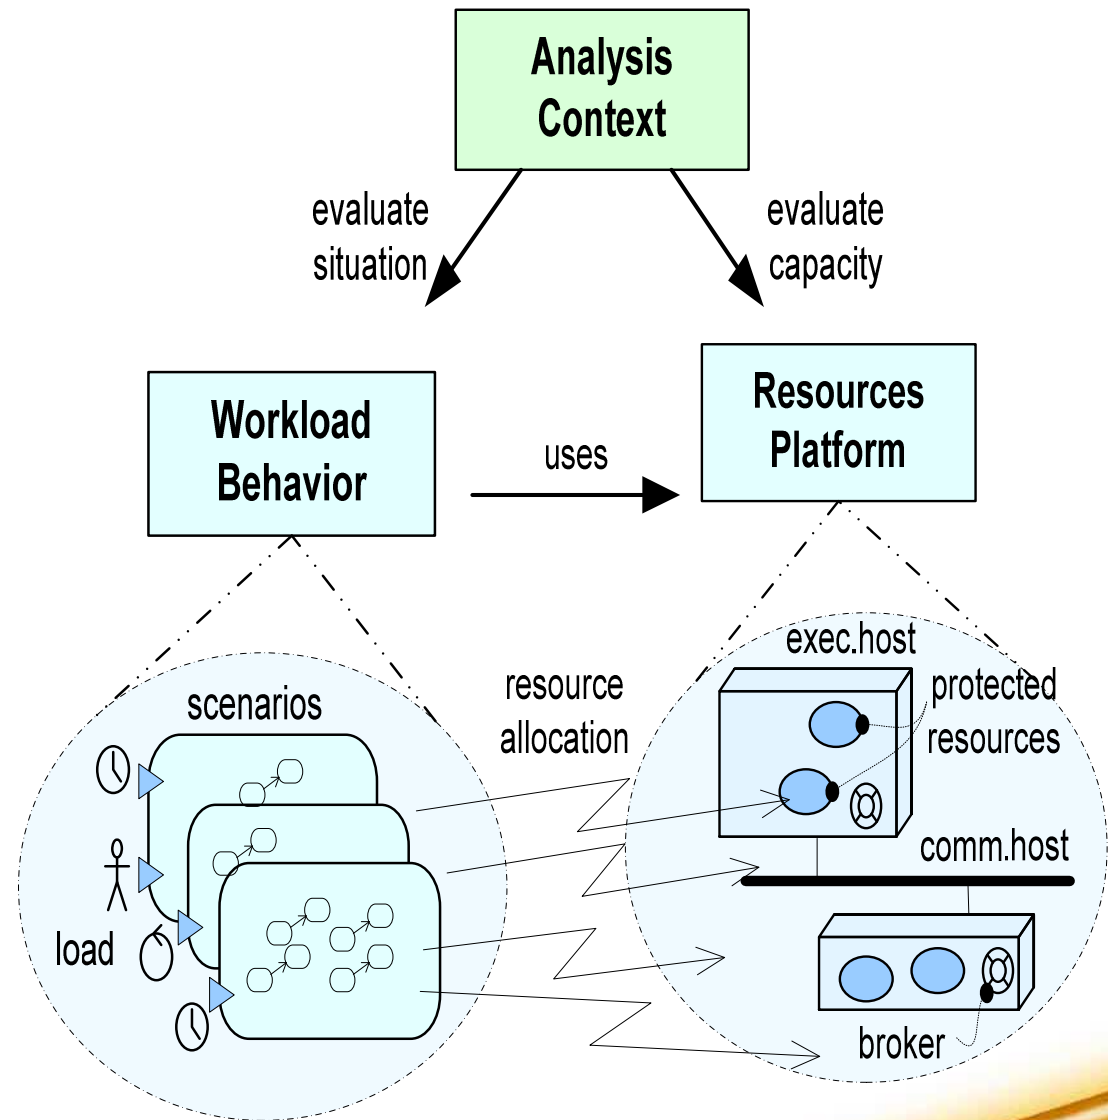 Analysis
Context
evaluate
situation
evaluate
capacity
Workload
Behavior
uses
Resources
Platform
scenarios
load
resource
allocation
exec.host
protected
resources
comm.host
broker